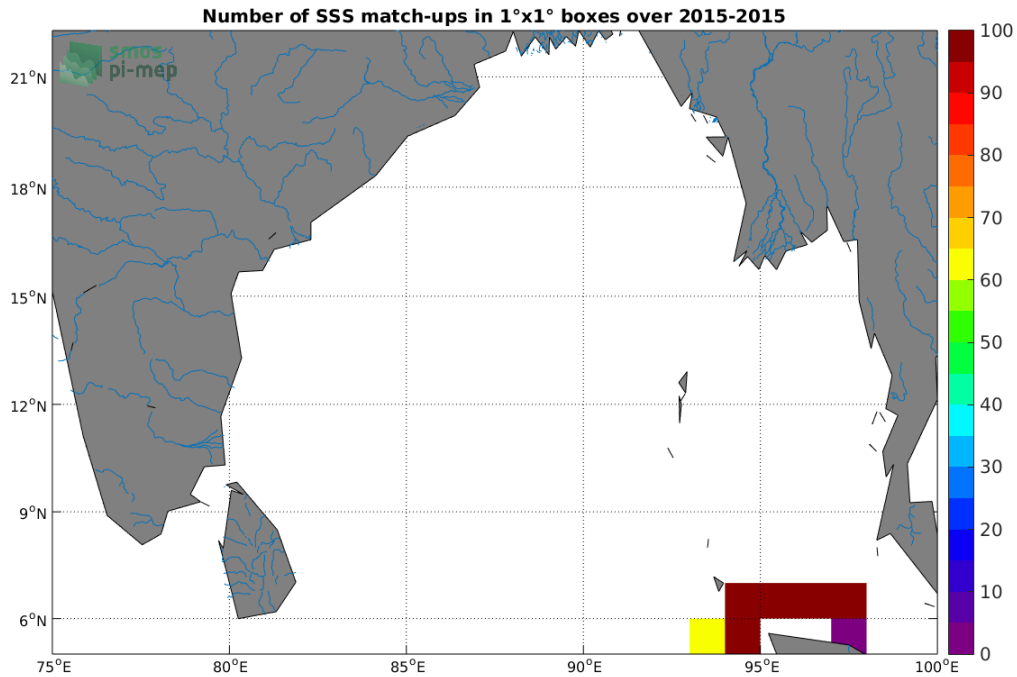 Number of SSS match-ups in 1°x1° boxes over 2015-2015
smos
pi-mep
21°N
18°N
15°N
12°N
9°N
6°N
75°E
80°E
85°E
90°E
95°E
100°E
100
90
80
70
60
50
40
30
20
10
0